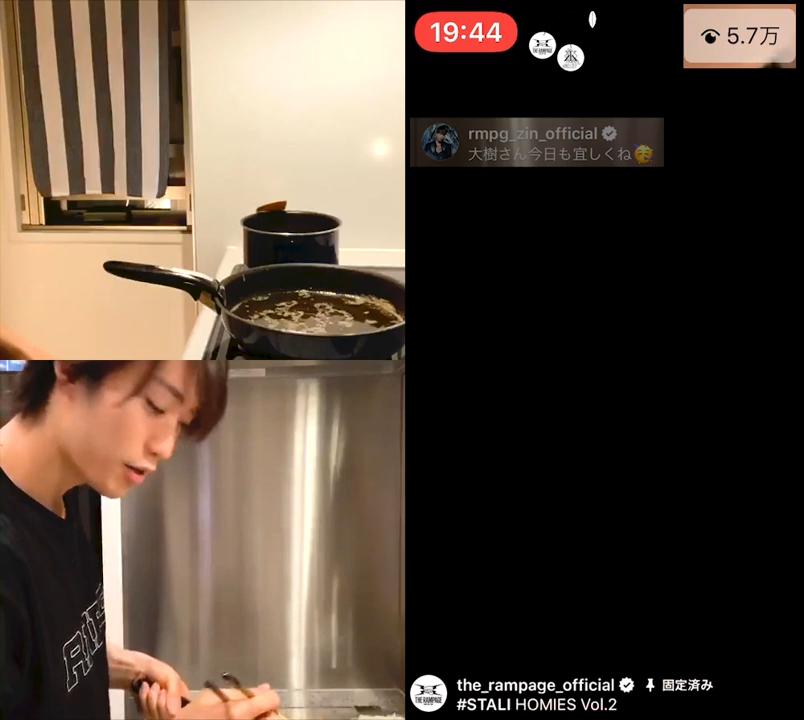 19:44
5.7万
rmpg_zin_official
大樹さん今日も宜しくね🥳
the_rampage_official 固定済み
#STALI HOMIES Vol.2